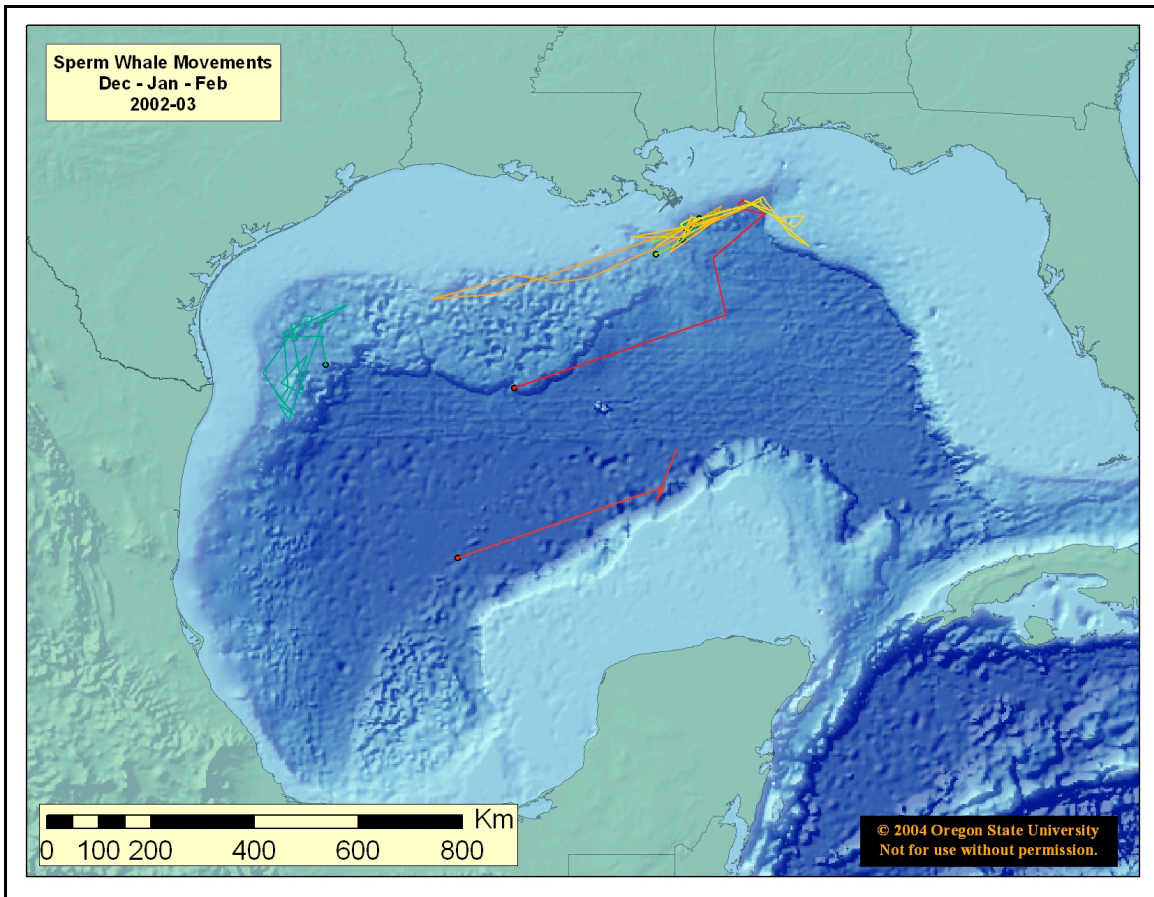 Sperm Whale Movements
Dec - Jan - Feb
2002-03
Km
0 100 200 400 600 800
© 2004 Oregon State University
Not for use without permission.